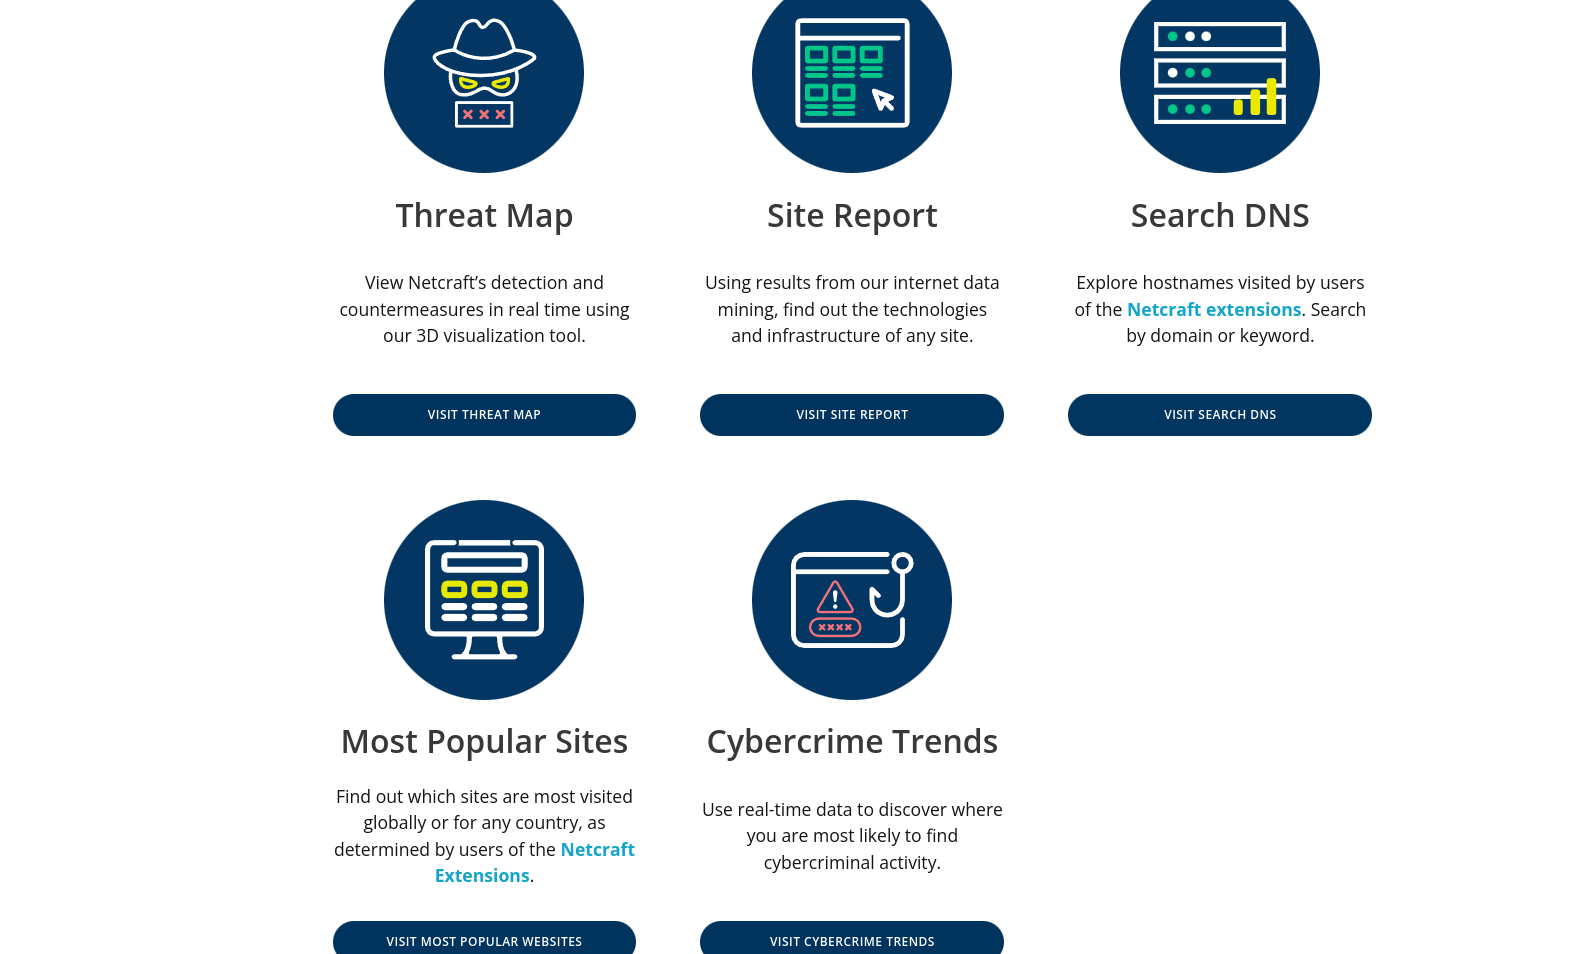 Threat Map
View Netcraft’s detection and
countermeasures in real time using
our 3D visualization tool.
VISIT THREAT MAP
Site Report
Using results from our internet data
mining, find out the technologies
and infrastructure of any site.
VISIT SITE REPORT
Search DNS
Explore hostnames visited by users
of the Netcraft extensions. Search
by domain or keyword.
VISIT SEARCH DNS
Most Popular Sites
Find out which sites are most visited
globally or for any country, as
determined by users of the Netcraft
Extensions.
VISIT MOST POPULAR WEBSITES
Cybercrime Trends
Use real-time data to discover where
you are most likely to find
cybercriminal activity.
VISIT CYBERCRIME TRENDS